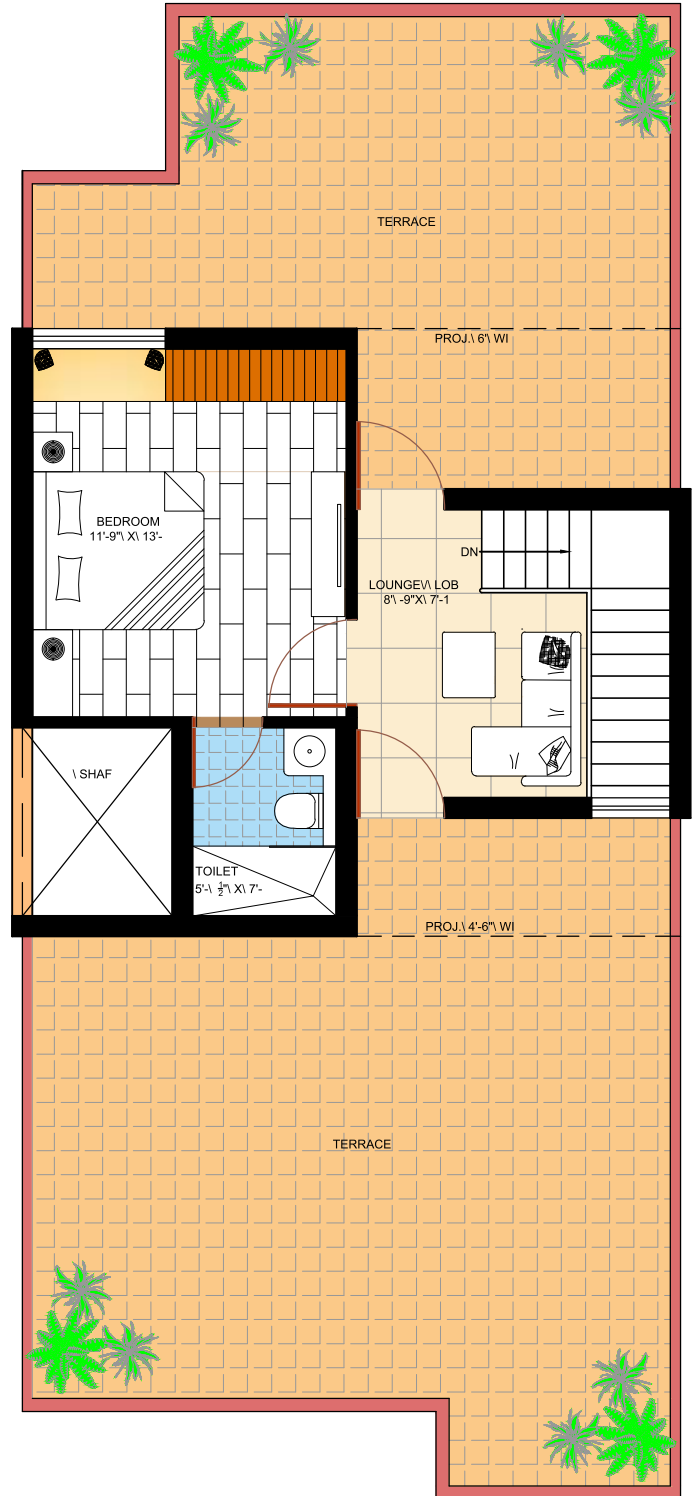 TERRACE
PROJ.\ 6"\ WI
BEDROOM
11'-9"\ X\ 13'-
DN
LOUNGE\/\ LOB
8'\ -9"X\ 7'-1
\ SHAF
TOILET
5'-\ ½"\ X\ 7'-
PROJ.\ 4'-6"\ WI
TERRACE